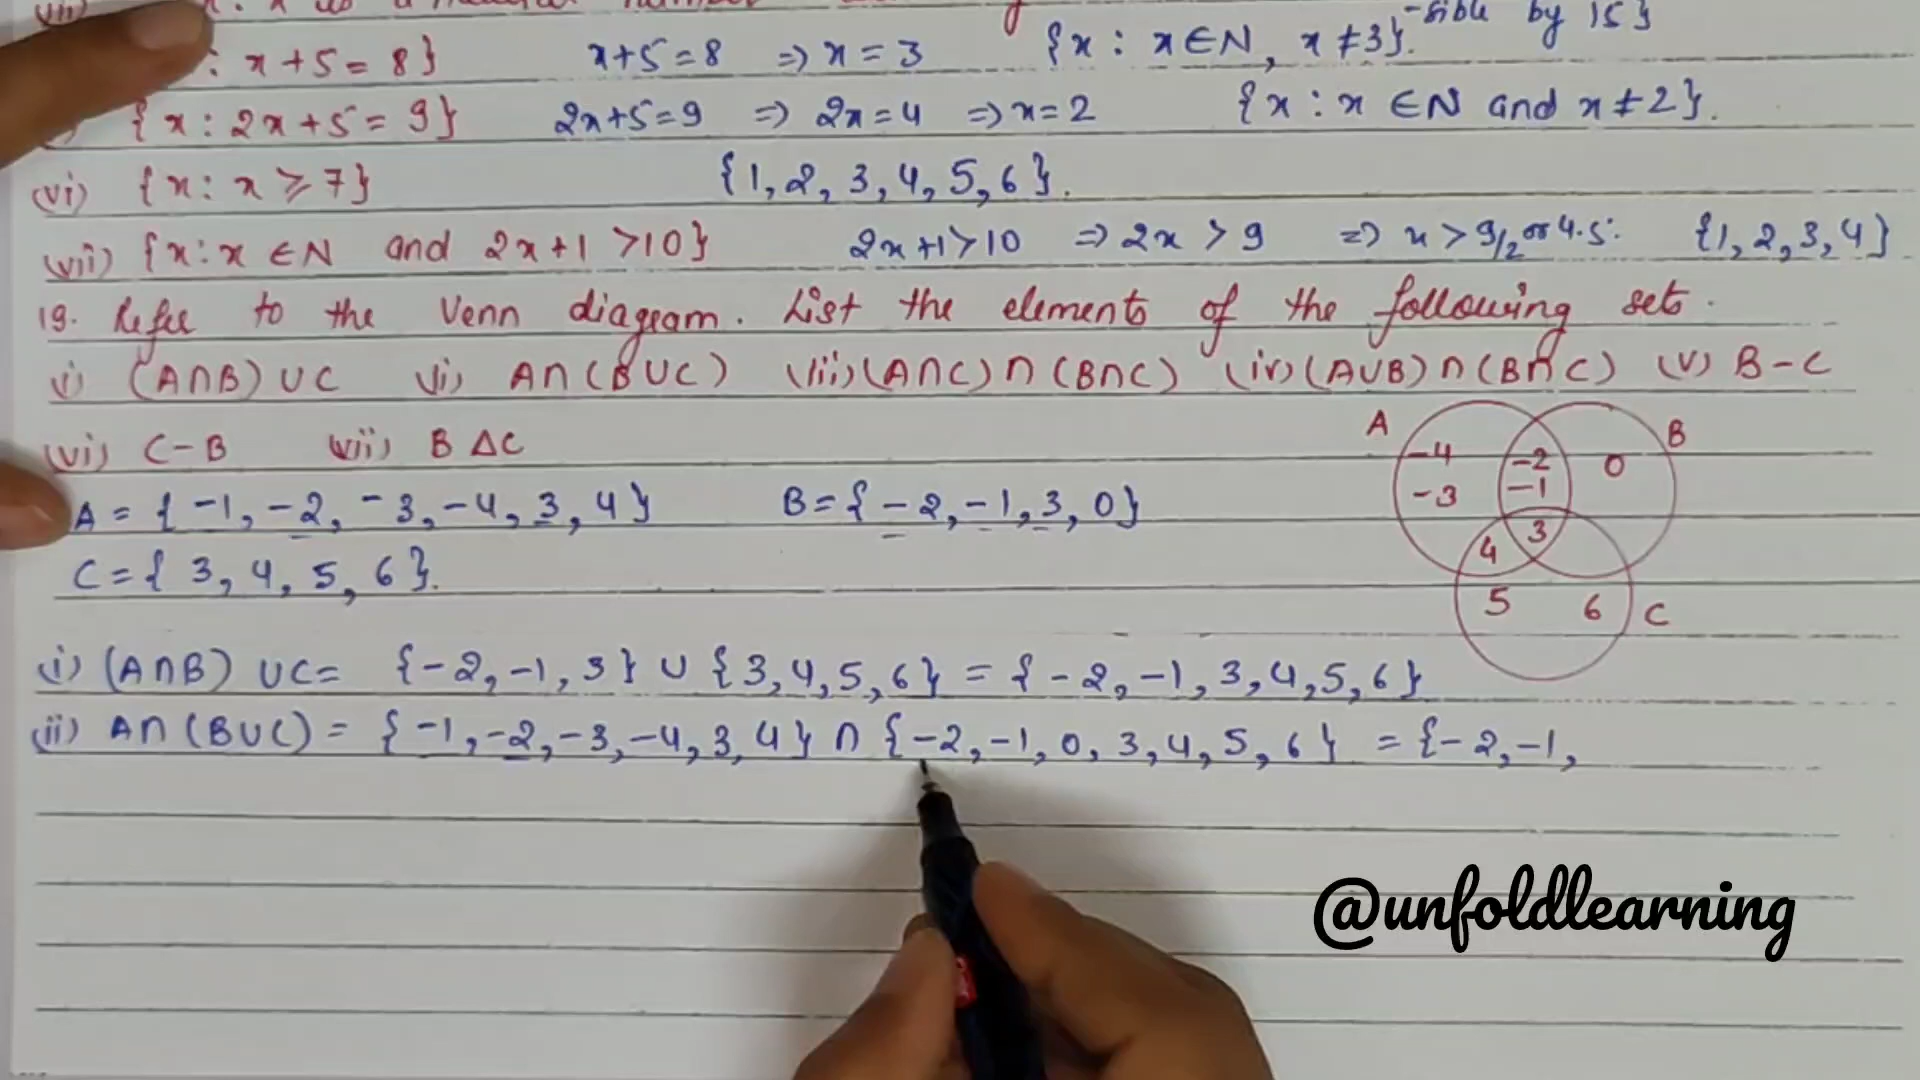 : x + 5 = 8} x+5=8 ⇒ x = 3 {x : x ∈ N, x ≠ 3}. -sible by 15}
{x : 2x + 5 = 9} 2x+5=9 ⇒ 2x=4 ⇒ x=2 {x : x ∈ N and x ≠ 2}.
(vi) {x : x ⩾ 7} {1, 2, 3, 4, 5, 6}.
(vii) {x : x ∈ N and 2x + 1 > 10} 2x+1>10 ⇒ 2x > 9 ⇒ x > 9/2 or 4.5. {1, 2, 3, 4}
19. Refer to the Venn diagram. List the elements of the following sets.
(i) (A∩B) ∪ C (ii) A∩(B∪C) (iii) (A∩C)∩(B∩C) (iv) (A∪B)∩(B∩C) (v) B-C
(vi) C-B (vii) B Δ C
A B
-4 -2 0
-3 -1
3
4
5 6 C
A = {-1, -2, -3, -4, 3, 4} B = {-2, -1, 3, 0}
C = {3, 4, 5, 6}.
(i) (A∩B) ∪ C = {-2, -1, 3} ∪ {3, 4, 5, 6} = {-2, -1, 3, 4, 5, 6}
(ii) A∩(B∪C) = {-1, -2, -3, -4, 3, 4} ∩ {-2, -1, 0, 3, 4, 5, 6} = {-2, -1,
@unfoldlearning